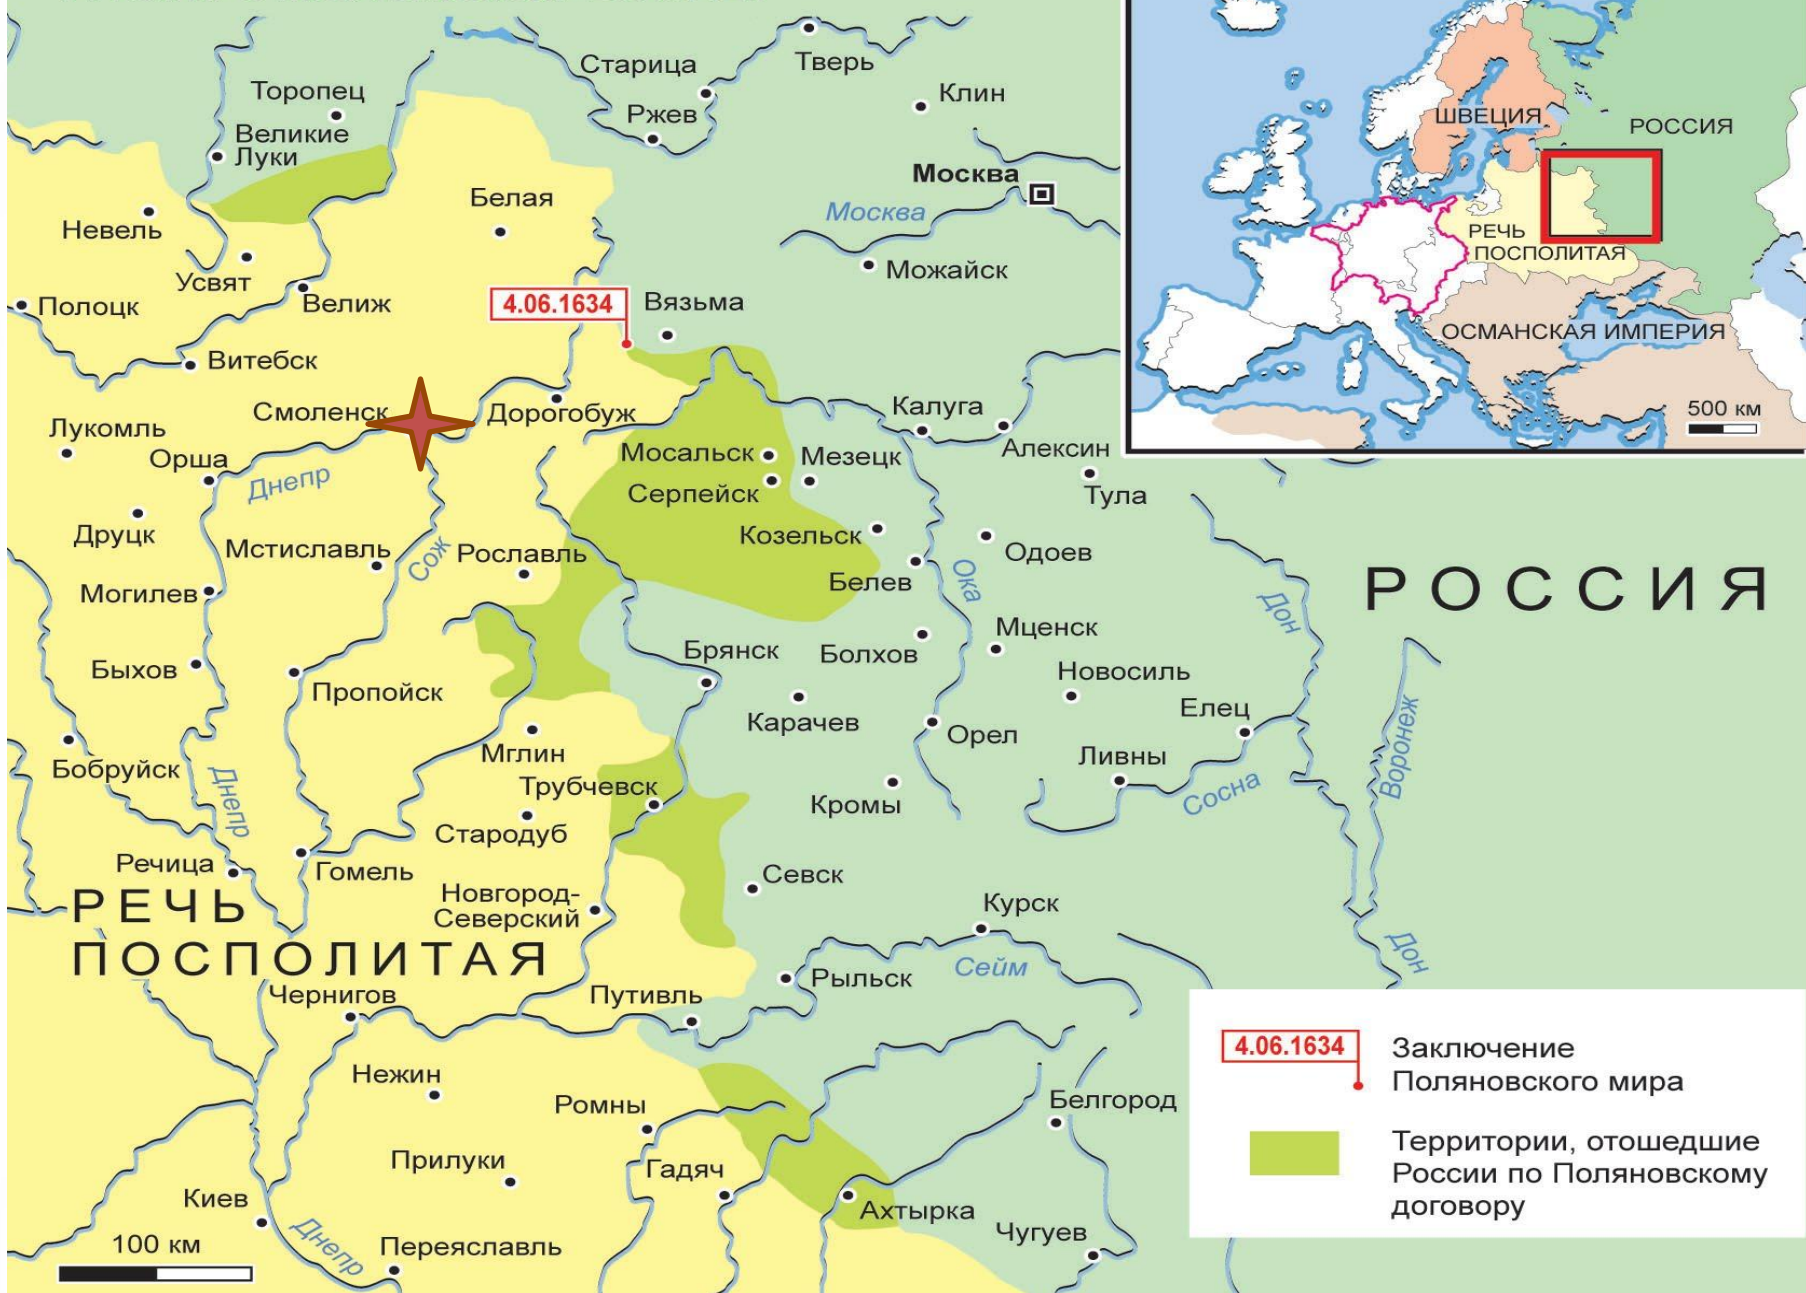 Старица
Тверь
Торопец
Клин
Ржев
Великие
Луки
Москва
Белая
Москва
Невель
Можайск
Усвят
Велиж
Полоцк
4.06.1634
Вязьма
Витебск
Смоленск
Дорогобуж
Калуга
Лукомль
Алексин
Орша
Мосальск
Мезецк
Днепр
Серпейск
Тула
Друцк
Мстиславль
Сож
Рославль
Козельск
Одоев
Белев
Ока
Могилев
Дон
РОССИЯ
Мценск
Быхов
Брянск
Болхов
Новосиль
Пропойск
Карачев
Елец
Орел
Воронеж
Мглин
Ливны
Бобруйск
Днепр
Трубчевск
Кромы
Сосна
Стародуб
Речица
Гомель
Севск
Новгород-
Северский
Курск
РЕЧЬ
ПОСПОЛИТАЯ
Сейм
Дон
Рыльск
Чернигов
Путивль
Нежин
Ромны
Белгород
Прилуки
Гадяч
Киев
Ахтырка
Чугуев
Днепр
Переяславль
100 км
ШВЕЦИЯ
РОССИЯ
РЕЧЬ
ПОСПОЛИТАЯ
ОСМАНСКАЯ ИМПЕРИЯ
500 км
4.06.1634
Заключение
Поляновского мира
Территории, отошедшие
России по Поляновскому
договору